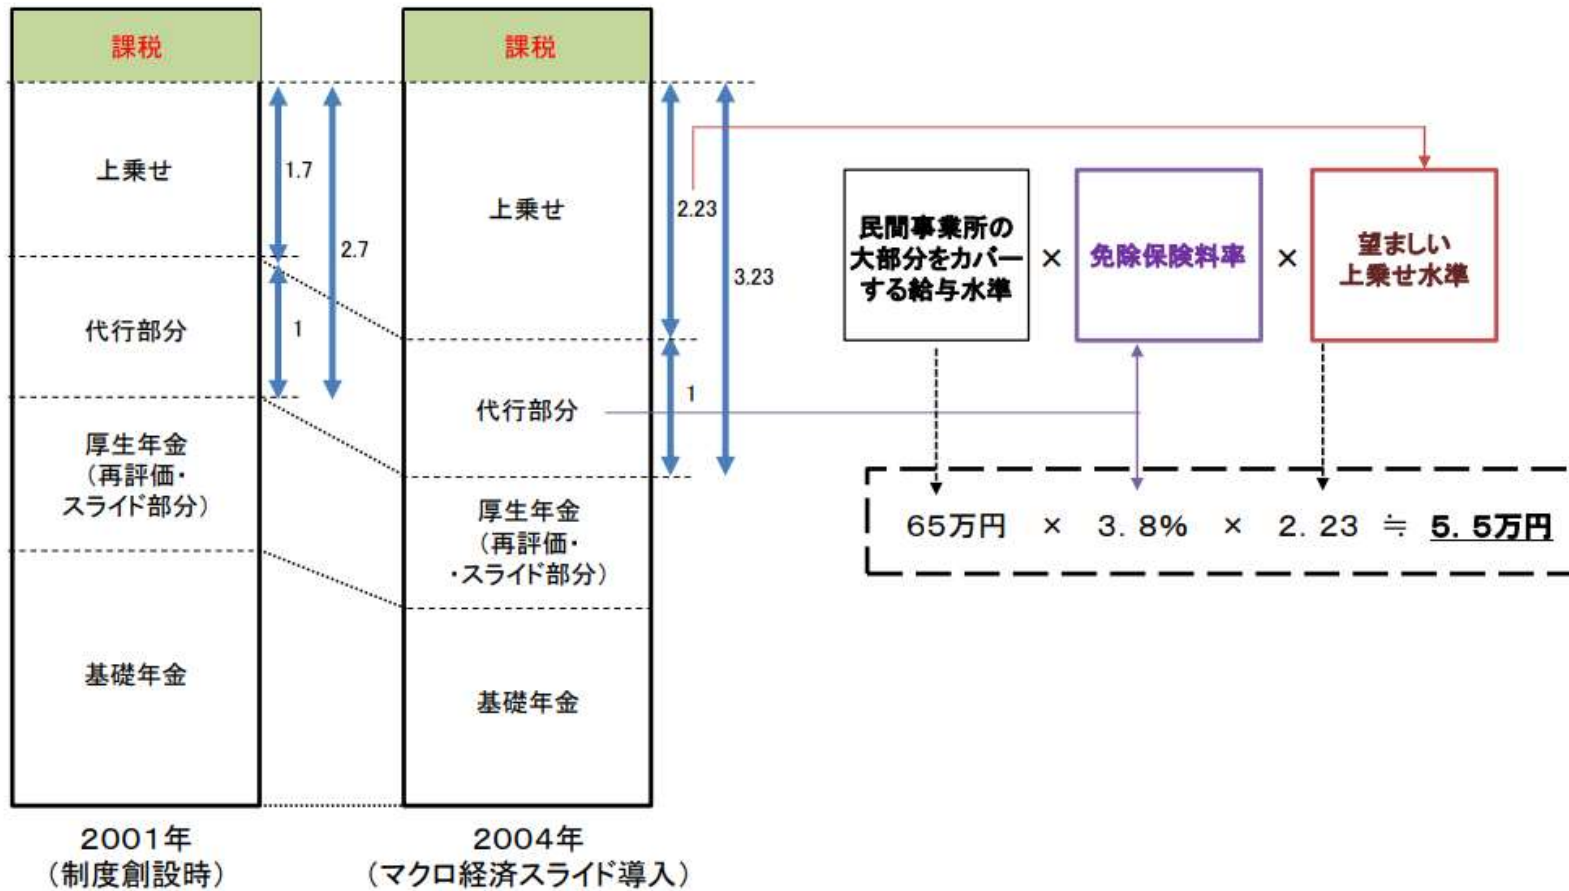 課税
上乗せ
代行部分
厚生年金
（再評価・
スライド部分）
基礎年金
2001年
（制度創設時）
1.7
1
2.7
課税
上乗せ
代行部分
厚生年金
（再評価・
・スライド部分）
基礎年金
2004年
（マクロ経済スライド導入）
2.23
1
3.23
民間事業所の
大部分をカバー
する給与水準
×
免除保険料率
×
望ましい
上乗せ水準
65万円 × 3.8% × 2.23 ≒ 5.5万円